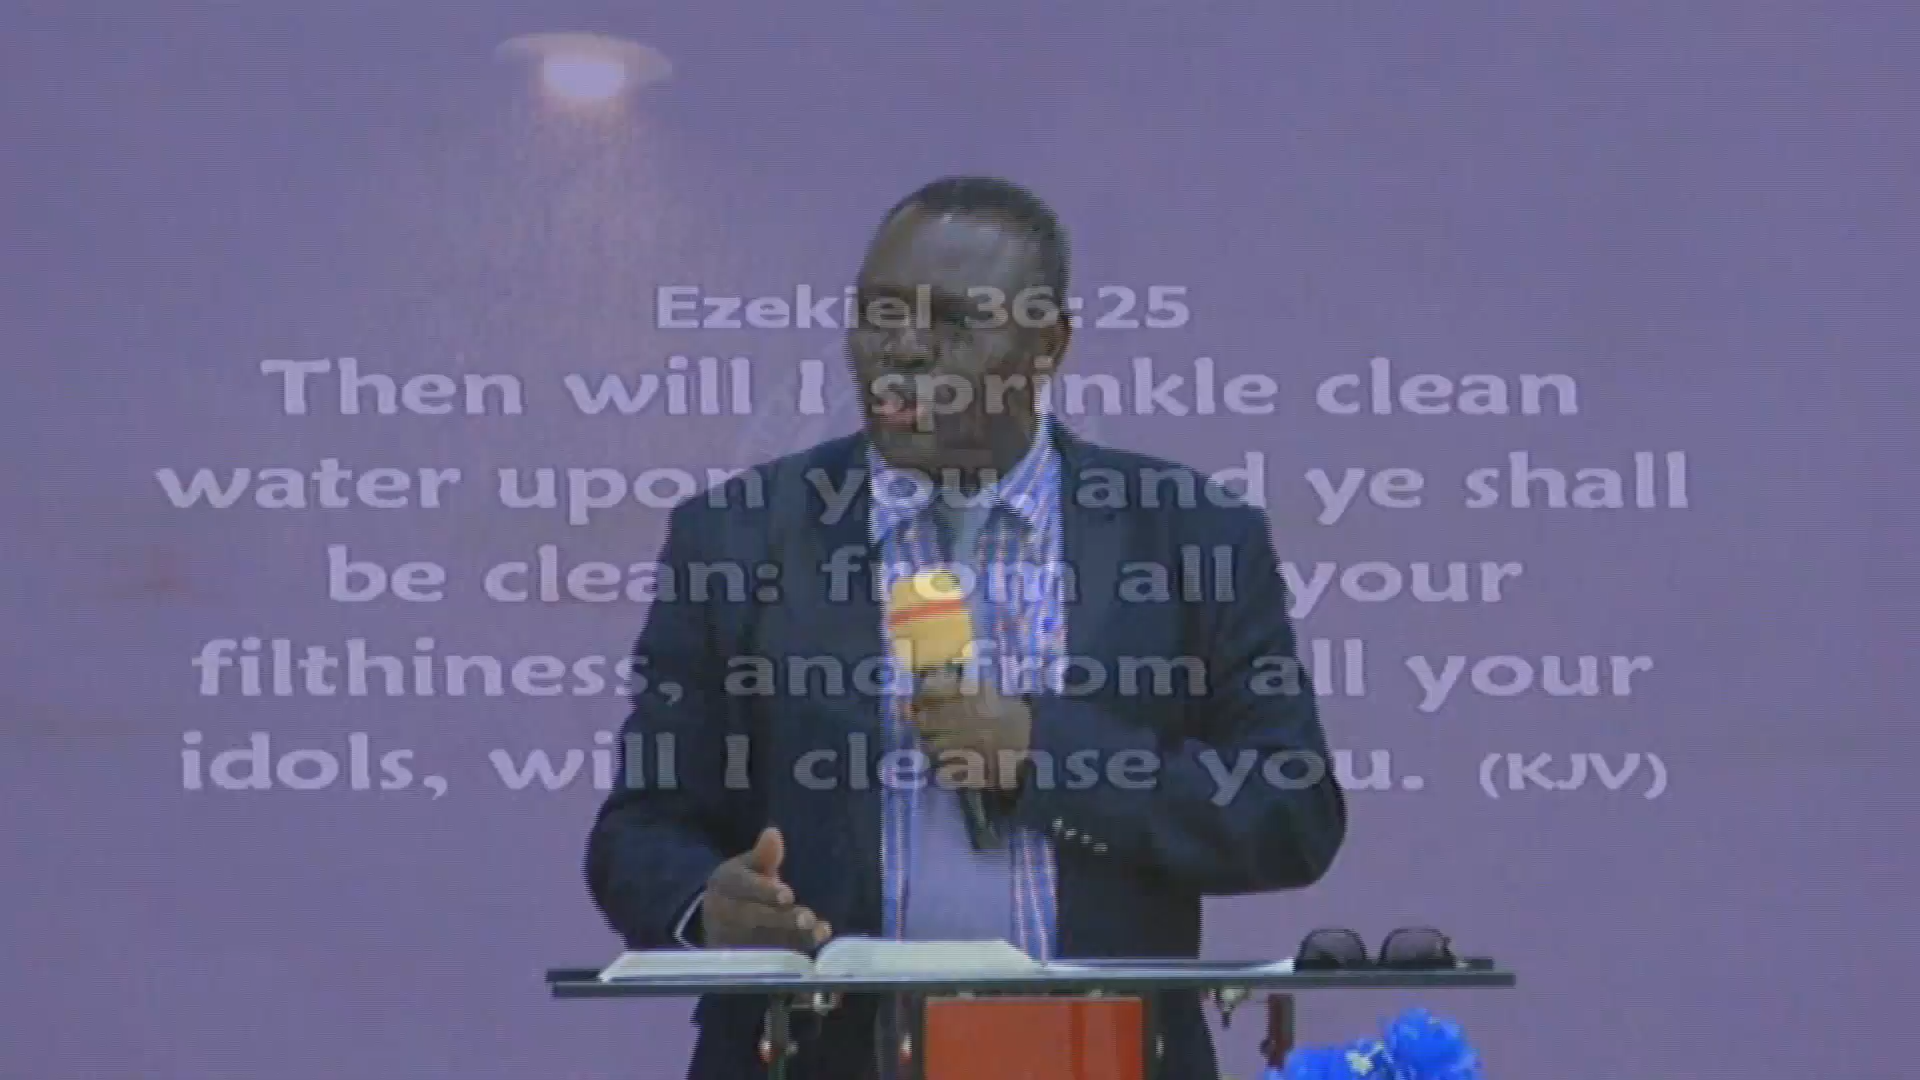 Ezekiel 36:25
Then will I sprinkle clean
water upon you, and ye shall
be clean: from all your
filthiness, and from all your
idols, will I cleanse you. (KJV)